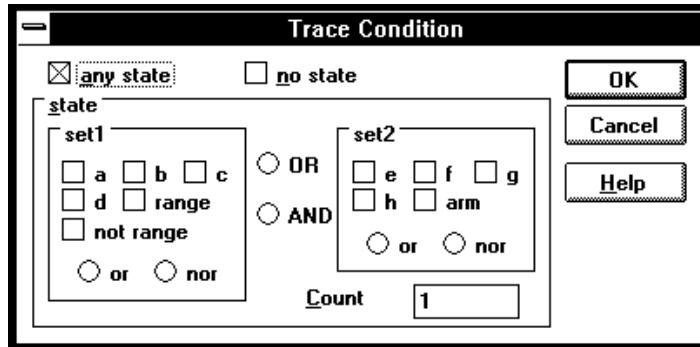 Trace Condition
any state no state
state
set1
a b c
d range
not range
or nor
OR
AND
set2
e f g
h arm
or nor
Count 1
OK
Cancel
Help